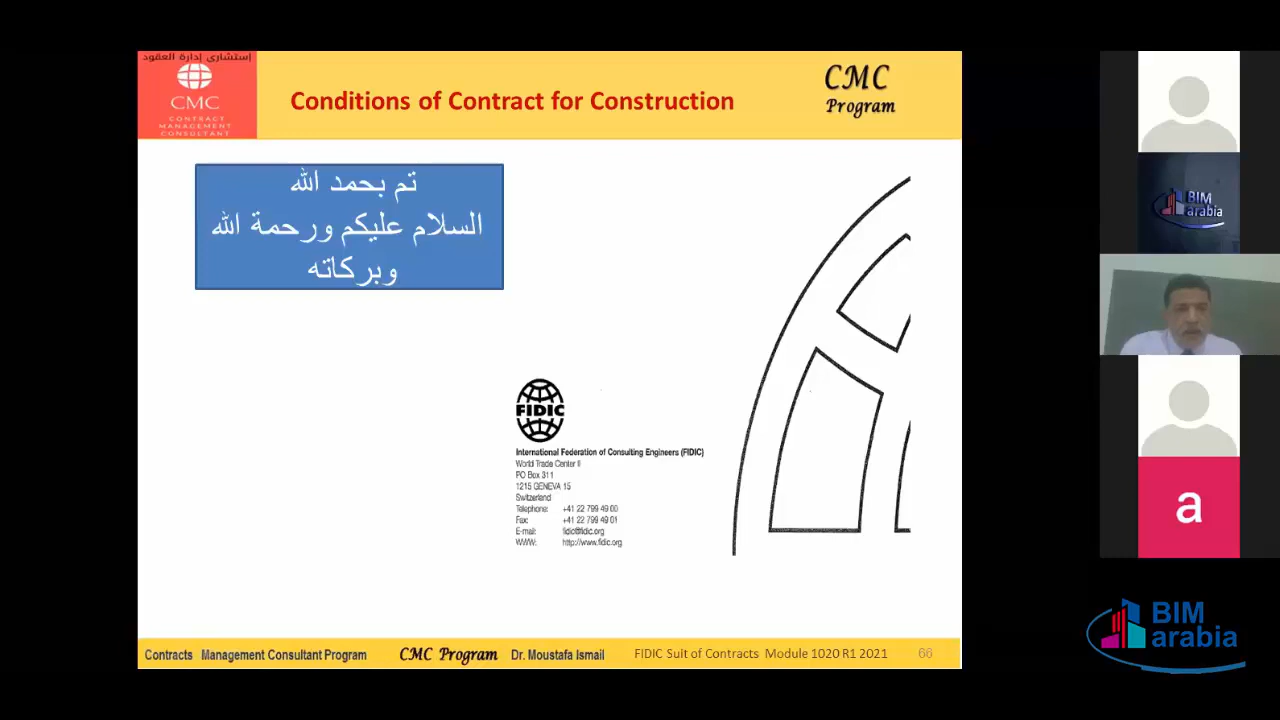 إستشارى إدارة العقود
CMC
CONTRACT
MANAGEMENT
CONSULTANT
Conditions of Contract for Construction
CMC
Program
تم بحمد الله
السلام عليكم ورحمة الله
وبركاته
FIDIC
International Federation of Consulting Engineers (FIDIC)
World Trade Center II
PO Box 311
1215 GENEVA 15
Switzerland
Telephone: +41 22 799 49 00
Fax: +41 22 799 49 01
E-mail: fidic@fidic.org
WWW: http://www.fidic.org
Contracts Management Consultant Program CMC Program Dr. Moustafa Ismail FIDIC Suit of Contracts Module 1020 R1 2021 66
BIM
arabia
a
BIM
arabia